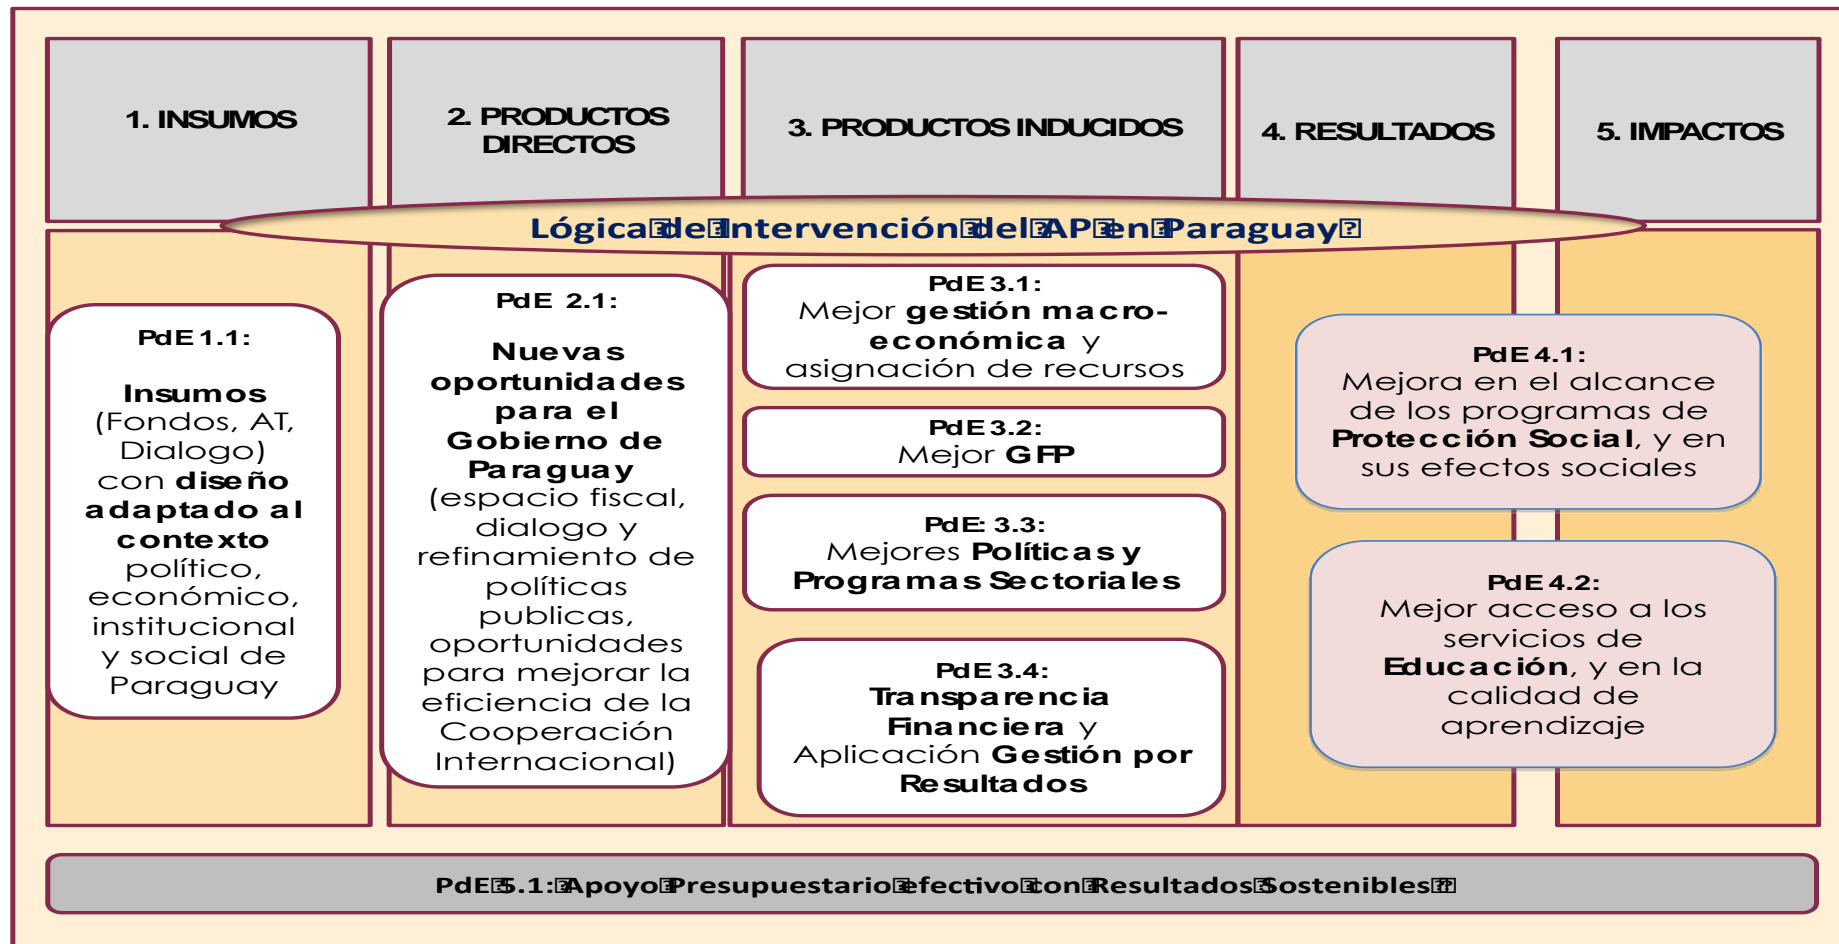 1. INSUMOS
2. PRODUCTOS
DIRECTOS
3. PRODUCTOS INDUCIDOS
4. RESULTADOS
5. IMPACTOS
Lógica de Intervención del AP en Paraguay
PdE 1.1:
Insumos
(Fondos, AT,
Dialogo)
con diseño
adaptado al
contexto
político,
económico,
institucional
y social de
Paraguay
PdE 2.1:
Nuevas
oportunidades
para el
Gobierno de
Paraguay
(espacio fiscal,
dialogo y
refinamiento de
políticas
publicas,
oportunidades
para mejorar la
eficiencia de la
Cooperación
Internacional)
PdE 3.1:
Mejor gestión macro-
económica y
asignación de recursos
PdE 3.2:
Mejor GFP
PdE: 3.3:
Mejores Políticas y
Programas Sectoriales
PdE 3.4:
Transparencia
Financiera y
Aplicación Gestión por
Resultados
PdE 4.1:
Mejora en el alcance
de los programas de
Protección Social, y en
sus efectos sociales
PdE 4.2:
Mejor acceso a los
servicios de
Educación, y en la
calidad de
aprendizaje
PdE 5.1: Apoyo Presupuestario efectivo con Resultados Sostenibles